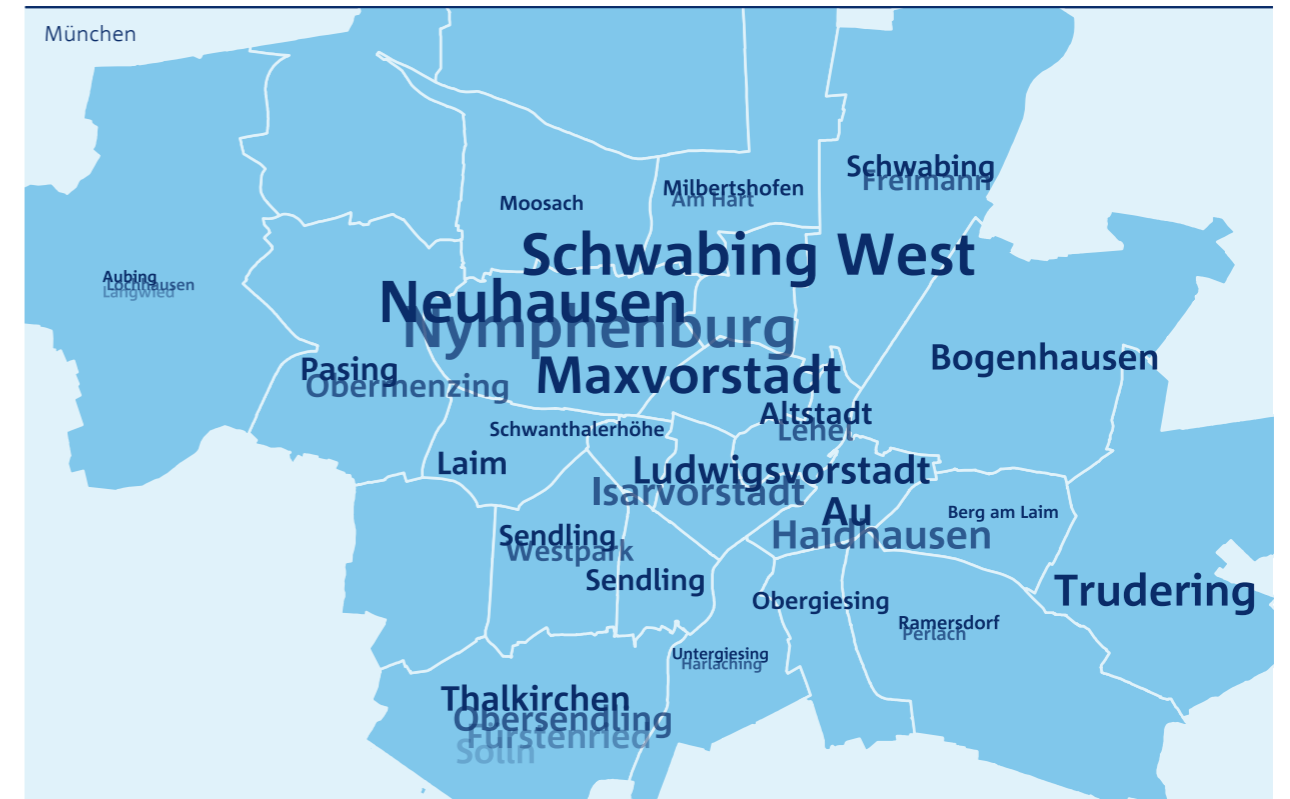 München
Schwabing
Freimann
Milbertshofen
Am Hart
Moosach
Schwabing West
Aubing
Lochhausen
Langwied
Neuhausen
Nymphenburg
Bogenhausen
Pasing
Obermenzing
Maxvorstadt
Altstadt
Lehel
Schwanthalerhöhe
Laim
Ludwigsvorstadt
Isarvorstadt
Au
Haidhausen
Berg am Laim
Sendling
Westpark
Sendling
Trudering
Obergiesing
Ramersdorf
Perlach
Untergiesing
Harlaching
Thalkirchen
Obersendling
Fürstenried
Solln